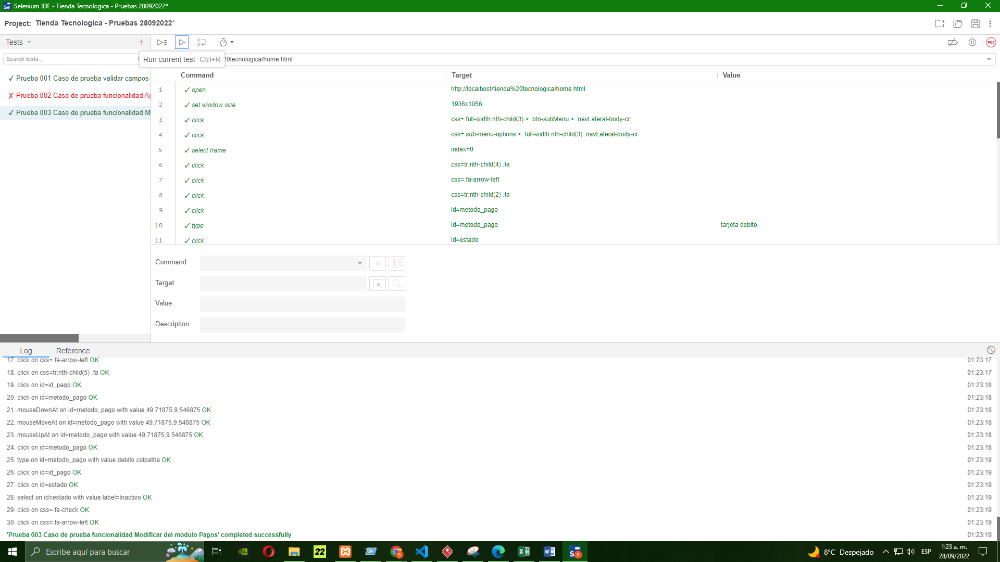 Selenium IDE - Tienda Tecnologica - Pruebas 28092022*
Project: Tienda Tecnologica - Pruebas 28092022*
Tests
REC
Search tests...
Run current test Ctrl+R
20tecnologica/home.html
Command Target Value
✓ Prueba 001 Caso de prueba validar campos
✗ Prueba 002 Caso de prueba funcionalidad Ag
✓ Prueba 003 Caso de prueba funcionalidad M
1 ✓ open http://localhost/tienda%20tecnologica/home.html
2 ✓ set window size 1936x1056
3 ✓ click css=.full-width:nth-child(3) > .btn-subMenu > .navLateral-body-cr
4 ✓ click css=.sub-menu-options > .full-width:nth-child(3) .navLateral-body-cr
5 ✓ select frame index=0
6 ✓ click css=tr:nth-child(4) .fa
7 ✓ click css=.fa-arrow-left
8 ✓ click css=tr:nth-child(2) .fa
9 ✓ click id=metodo_pago
10 ✓ type id=metodo_pago tarjeta debito
11 ✓ click id=estado
Command //
Target
Value
Description
Log Reference
17. click on css=.fa-arrow-left OK 01:23:17
18. click on css=tr:nth-child(5) .fa OK 01:23:17
19. click on id=id_pago OK 01:23:18
20. click on id=metodo_pago OK 01:23:18
21. mouseDownAt on id=metodo_pago with value 49.71875,9.546875 OK 01:23:18
22. mouseMoveAt on id=metodo_pago with value 49.71875,9.546875 OK 01:23:18
23. mouseUpAt on id=metodo_pago with value 49.71875,9.546875 OK 01:23:18
24. click on id=metodo_pago OK 01:23:18
25. type on id=metodo_pago with value debito colpatria OK 01:23:19
26. click on id=id_pago OK 01:23:19
27. click on id=estado OK 01:23:19
28. select on id=estado with value label=Inactivo OK 01:23:19
29. click on css=.fa-check OK 01:23:19
30. click on css=.fa-arrow-left OK 01:23:19
'Prueba 003 Caso de prueba funcionalidad Modificar del modulo Pagos' completed successfully 01:23:19
Escribe aquí para buscar
22
8°C Despejado
ESP
1:23 a. m.
28/09/2022